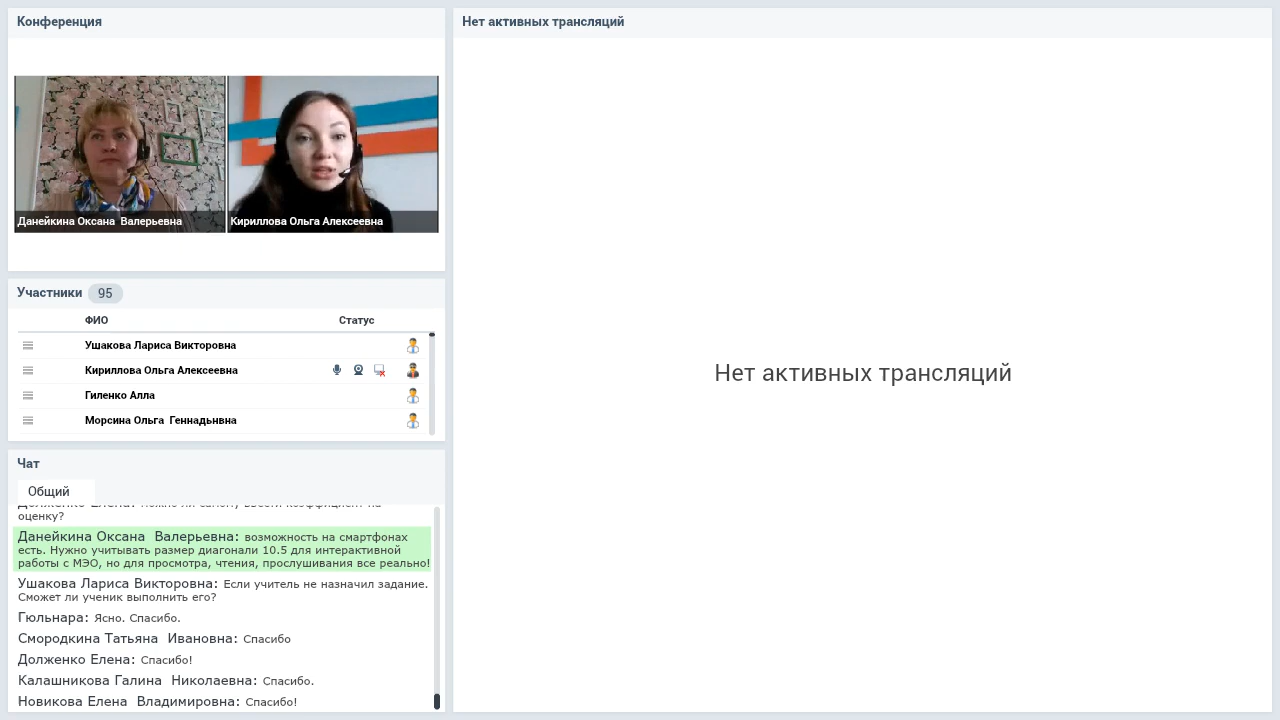 Конференция
Данейкина Оксана  Валерьевна
Кириллова Ольга Алексеевна
Участники 95
ФИО Статус
Ушакова Лариса Викторовна
Кириллова Ольга Алексеевна
Гиленко Алла
Морсина Ольга  Геннадьнвна
Чат
Общий
оценку?
Данейкина Оксана  Валерьевна: возможность на смартфонах
есть. Нужно учитывать размер диагонали 10.5 для интерактивной
работы с МЭО, но для просмотра, чтения, прослушивания все реально!
Ушакова Лариса Викторовна: Если учитель не назначил задание.
Сможет ли ученик выполнить его?
Гюльнара: Ясно. Спасибо.
Смородкина Татьяна  Ивановна: Спасибо
Долженко Елена: Спасибо!
Калашникова Галина  Николаевна: Спасибо.
Новикова Елена  Владимировна: Спасибо!
Нет активных трансляций
Нет активных трансляций